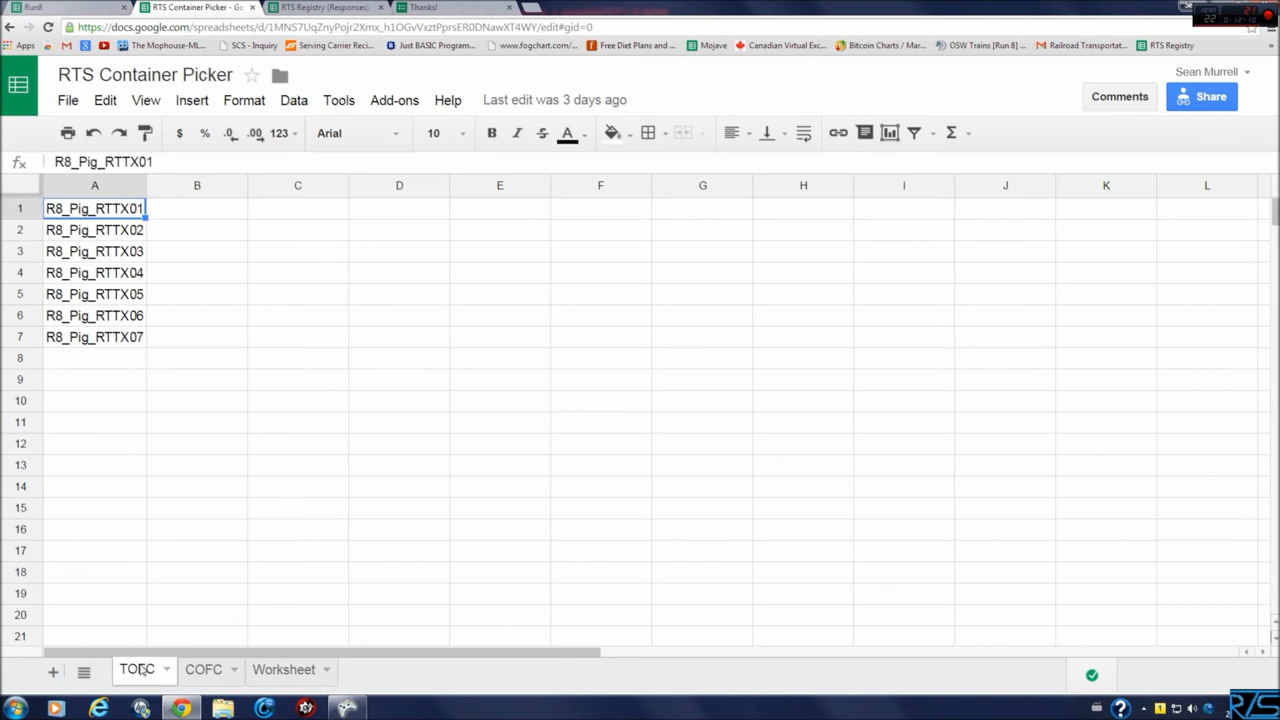 Run8
RTS Container Picker - Go
RTS Registry (Responses)
Thanks!
https://docs.google.com/spreadsheets/d/1MNS7UqZnyPojr2Xmx_h1OGvVxztPorsER0DNawXT4WY/edit#gid=0
Apps
The Mophouse-ML...
SCS - Inquiry
Serving Carrier Reci...
Just BASIC Program...
www.fogchart.com/...
Free Diet Plans and ...
Mojave
Canadian Virtual Exc...
Bitcoin Charts / Mar...
OSW Trains [Run 8] ...
Railroad Transportat...
RTS Registry
RTS Container Picker
Sean Murrell
File Edit View Insert Format Data Tools Add-ons Help Last edit was 3 days ago
Comments
Share
$ % .0 .00 123 Arial 10 B I S A Σ
fx R8_Pig_RTTX01
A B C D E F G H I J K L
1 R8_Pig_RTTX01
2 R8_Pig_RTTX02
3 R8_Pig_RTTX03
4 R8_Pig_RTTX04
5 R8_Pig_RTTX05
6 R8_Pig_RTTX06
7 R8_Pig_RTTX07
8
9
10
11
12
13
14
15
16
17
18
19
20
21
+ TOFC COFC Worksheet